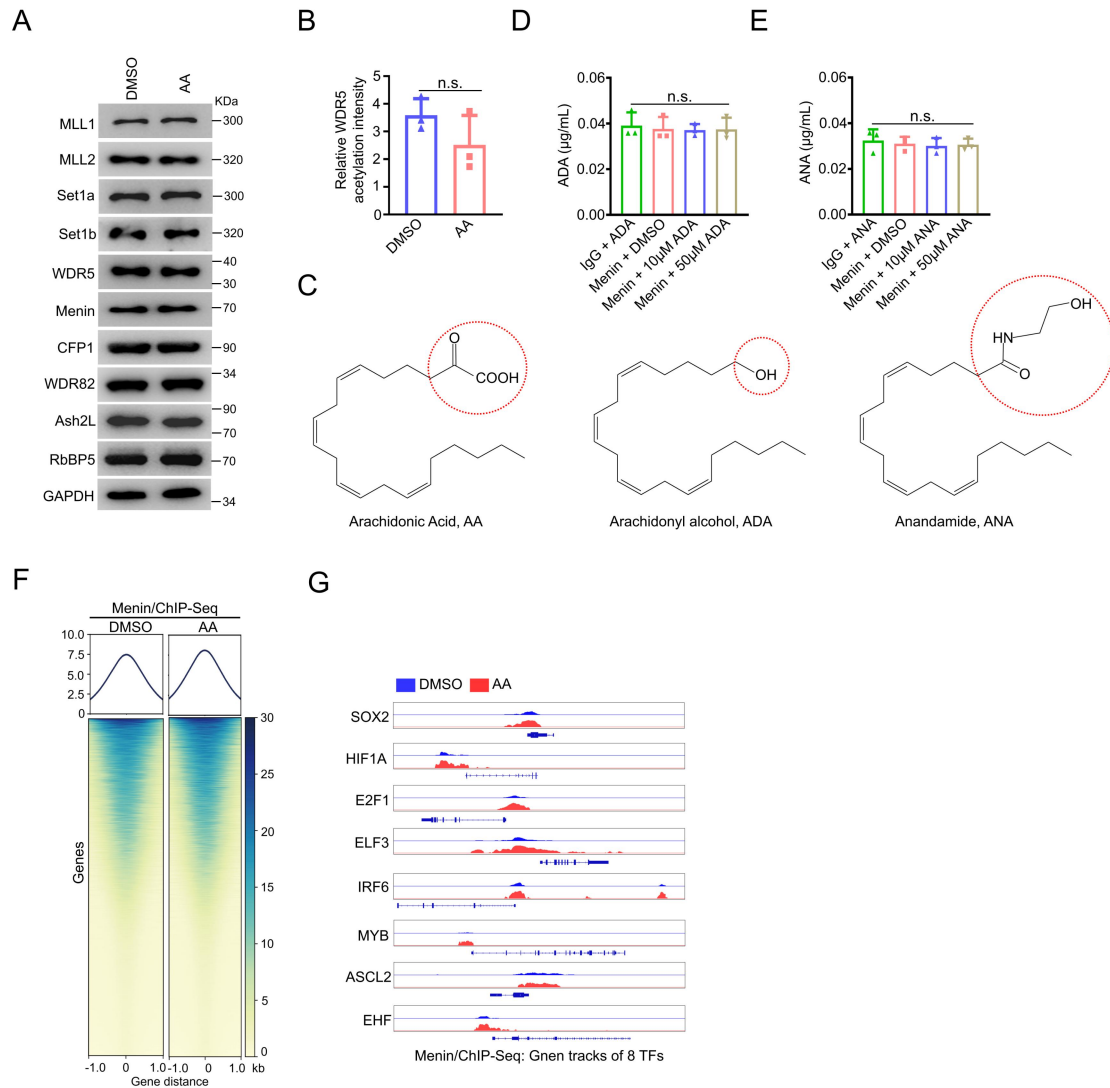 A
DMSO
AA
KDa
MLL1
300
MLL2
320
Set1a
300
Set1b
320
WDR5
40
30
Menin
70
CFP1
90
WDR82
34
Ash2L
90
70
RbBP5
70
GAPDH
34
B
n.s.
Relative WDR5
acetylation intensity
5
4
3
2
1
0
DMSO
AA
D
n.s.
ADA (µg/mL)
0.06
0.04
0.02
0.00
IgG + ADA
Menin + DMSO
Menin + 10µM ADA
Menin + 50µM ADA
E
n.s.
ANA (µg/mL)
0.06
0.04
0.02
0.00
IgG + ANA
Menin + DMSO
Menin + 10µM ANA
Menin + 50µM ANA
C
O
COOH
Arachidonic Acid, AA
OH
Arachidonyl alcohol, ADA
OH
HN
O
Anandamide, ANA
F
Menin/ChIP-Seq
DMSO
AA
10.0
7.5
5.0
2.5
0
Genes
30
25
20
15
10
5
0
-1.0 0 1.0 -1.0 0 1.0 kb
Gene distance
G
DMSO
AA
SOX2
HIF1A
E2F1
ELF3
IRF6
MYB
ASCL2
EHF
Menin/ChIP-Seq: Gnen tracks of 8 TFs